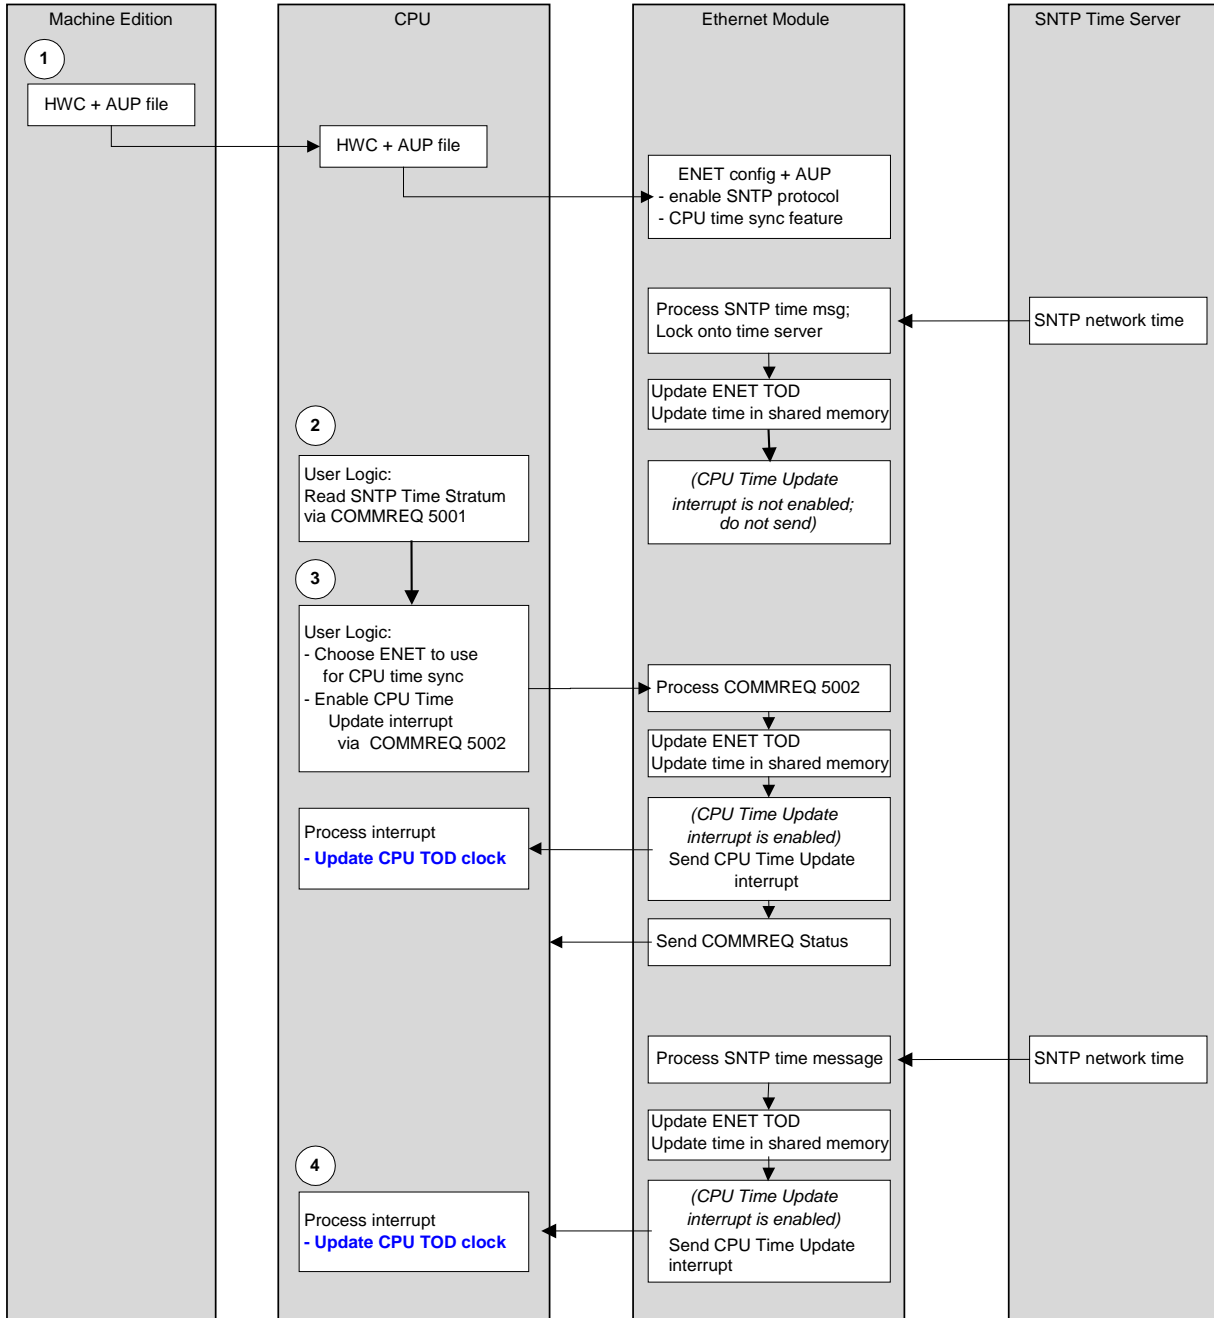 Machine Edition
CPU
Ethernet Module
SNTP Time Server
1
HWC + AUP file
HWC + AUP file
ENET config + AUP
- enable SNTP protocol
- CPU time sync feature
Process SNTP time msg;
Lock onto time server
SNTP network time
Update ENET TOD
Update time in shared memory
2
User Logic:
Read SNTP Time Stratum
via COMMREQ 5001
(CPU Time Update
interrupt is not enabled;
do not send)
3
User Logic:
- Choose ENET to use
for CPU time sync
- Enable CPU Time
Update interrupt
via COMMREQ 5002
Process COMMREQ 5002
Update ENET TOD
Update time in shared memory
(CPU Time Update
interrupt is enabled)
Send CPU Time Update
interrupt
Process interrupt
- Update CPU TOD clock
Send COMMREQ Status
Process SNTP time message
SNTP network time
Update ENET TOD
Update time in shared memory
4
(CPU Time Update
interrupt is enabled)
Send CPU Time Update
interrupt
Process interrupt
- Update CPU TOD clock